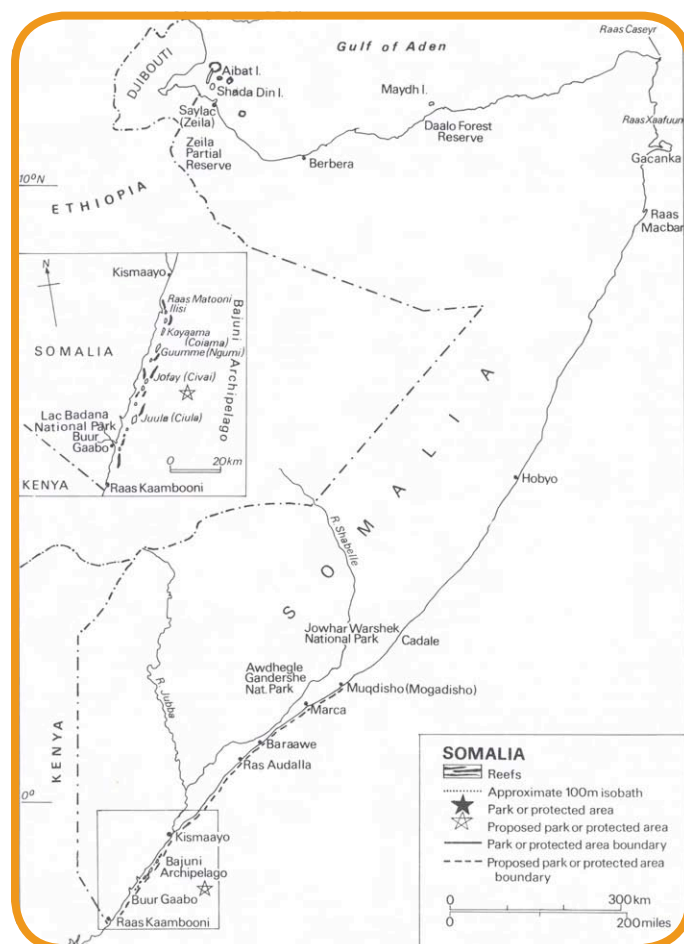 Raas Caseyr
Gulf of Aden
DJIBOUTI
Aibat I.
Shada Din I.
Maydh I.
Saylac
(Zeila)
Daalo Forest
Reserve
Raas Xaafuun
Zeila
Partial
Reserve
Berbera
Gacanka
10°N
ETHIOPIA
Raas
Macbar
N
Kismaayo
Raas Matooni
Ilisi
Koyaama
(Coiama)
Guumme (Ngumi)
Bajuni Archipelago
SOMALIA
Jofay (Civai)
Lac Badana
National Park
Juula (Ciula)
Buur
Gaabo
0 20km
KENYA
Raas Kaambooni
SOMALIA
Hobyo
R. Shabelle
Jowhar Warshek
National Park
Cadale
Awdhegle
Gandershe
Nat. Park
R. Jubba
Muqdisho (Mogadisho)
Marca
KENYA
Baraawe
Ras Audalla
0°
Kismaayo
Bajuni
Archipelago
Buur Gaabo
Raas Kaambooni
SOMALIA
Reefs
Approximate 100m isobath
Park or protected area
Proposed park or protected area
Park or protected area boundary
Proposed park or protected area
boundary
0 300 km
0 200 miles